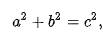 a² + b² = c²,